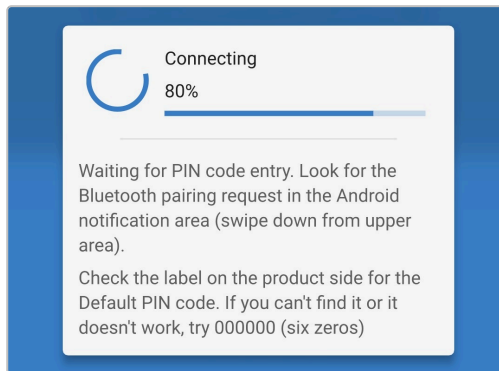 Connecting
80%
Waiting for PIN code entry. Look for the
Bluetooth pairing request in the Android
notification area (swipe down from upper
area).
Check the label on the product side for the
Default PIN code. If you can't find it or it
doesn't work, try 000000 (six zeros)